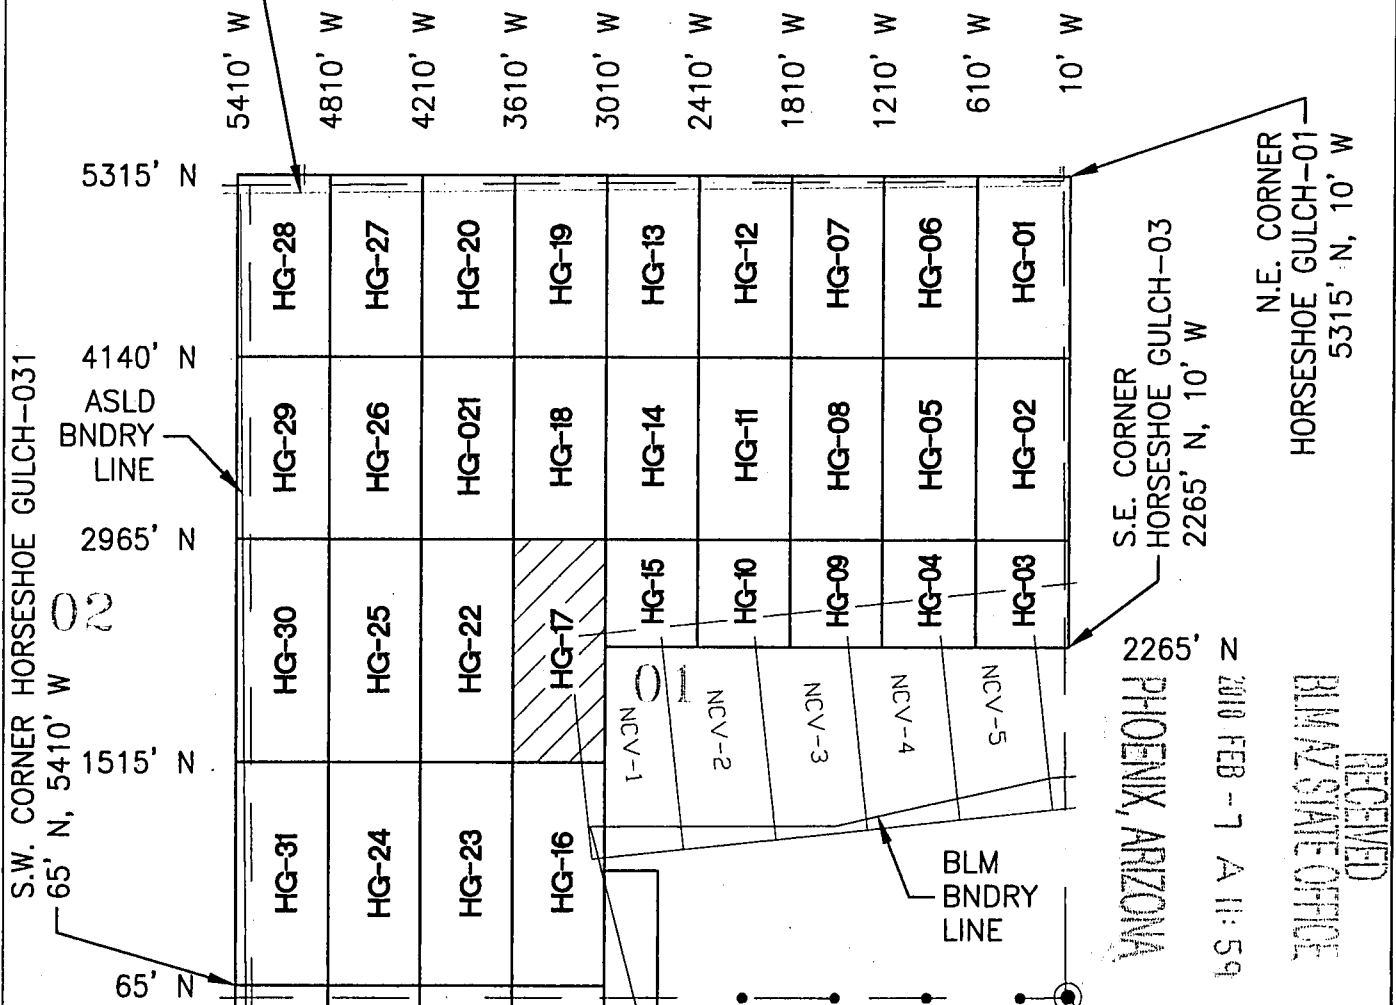 5410' W
4810' W
4210' W
3610' W
3010' W
2410' W
1810' W
1210' W
610' W
10' W
5315' N
4140' N
2965' N
1515' N
65' N
2265' N
N.E. CORNER
HORSESHOE GULCH-01
5315' N, 10' W
S.E. CORNER
HORSESHOE GULCH-03
2265' N, 10' W
S.W. CORNER HORSESHOE GULCH-031
65' N, 5410' W
ASLD
BNDRY
LINE
02
HG-28
HG-27
HG-20
HG-19
HG-13
HG-12
HG-07
HG-06
HG-01
HG-29
HG-26
HG-021
HG-18
HG-14
HG-11
HG-08
HG-05
HG-02
HG-30
HG-25
HG-22
HG-17
HG-15
HG-10
HG-09
HG-04
HG-03
01
NCV-1
NCV-2
NCV-3
NCV-4
NCV-5
HG-31
HG-24
HG-23
HG-16
BLM
BNDRY
LINE
RECEIVED
BLM AZ STATE OFFICE
2018 FEB -7 A 11:59
PHOENIX, ARIZONA